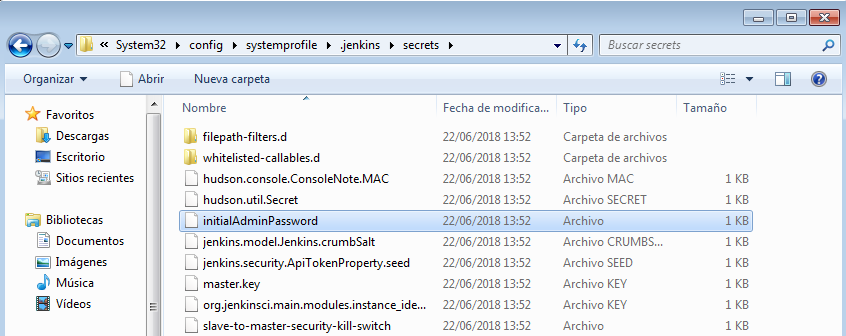 « System32 ▸ config ▸ systemprofile ▸ .jenkins ▸ secrets ▸ Buscar secrets
Organizar Abrir Nueva carpeta
Nombre Fecha de modifica... Tipo Tamaño
Favoritos
Descargas
Escritorio
Sitios recientes
Bibliotecas
Documentos
Imágenes
Música
Vídeos
filepath-filters.d 22/06/2018 13:52 Carpeta de archivos
whitelisted-callables.d 22/06/2018 13:52 Carpeta de archivos
hudson.console.ConsoleNote.MAC 22/06/2018 13:52 Archivo MAC 1 KB
hudson.util.Secret 22/06/2018 13:52 Archivo SECRET 1 KB
initialAdminPassword 22/06/2018 13:52 Archivo 1 KB
jenkins.model.Jenkins.crumbSalt 22/06/2018 13:52 Archivo CRUMBS... 1 KB
jenkins.security.ApiTokenProperty.seed 22/06/2018 13:52 Archivo SEED 1 KB
master.key 22/06/2018 13:52 Archivo KEY 1 KB
org.jenkinsci.main.modules.instance_ide... 22/06/2018 13:52 Archivo KEY 1 KB
slave-to-master-security-kill-switch 22/06/2018 13:52 Archivo 1 KB